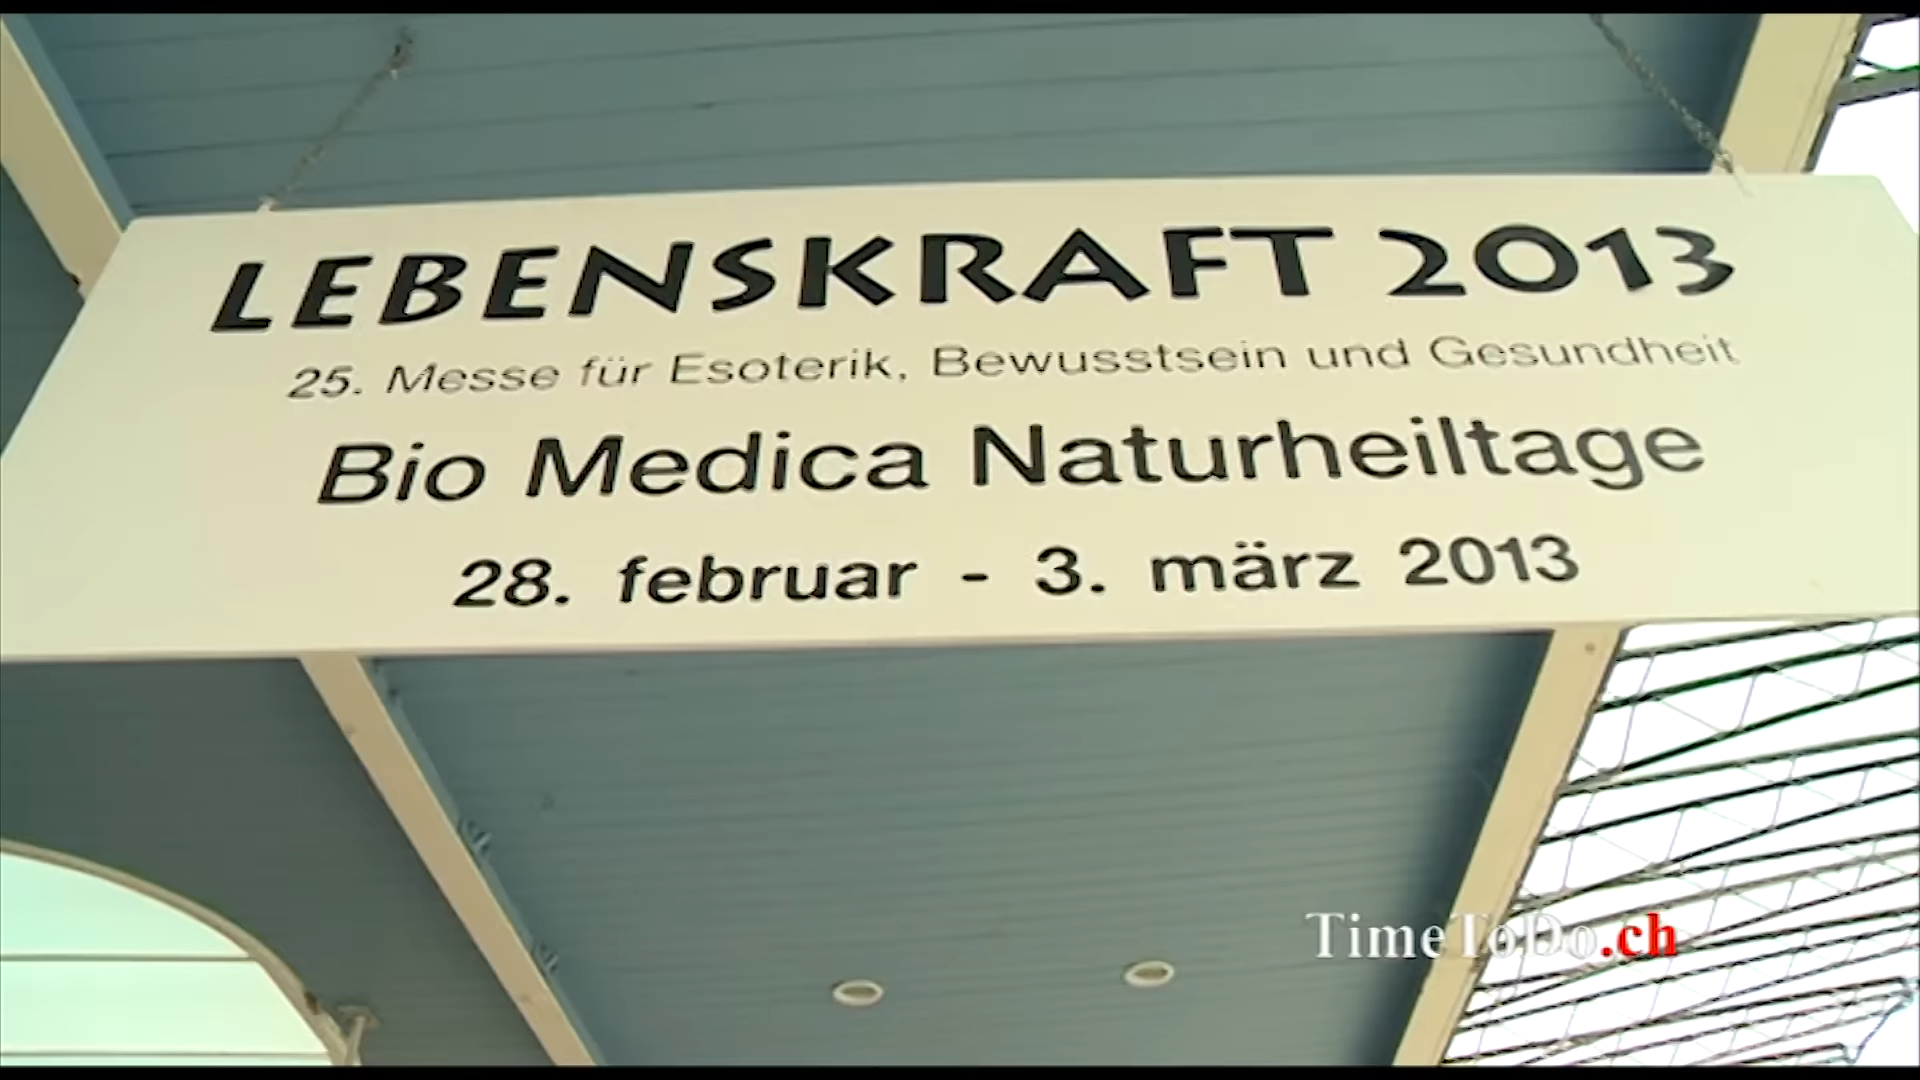 LEBENSKRAFT 2013
25. Messe für Esoterik, Bewusstsein und Gesundheit
Bio Medica Naturheiltage
28. februar - 3. märz 2013
TimeToDo.ch